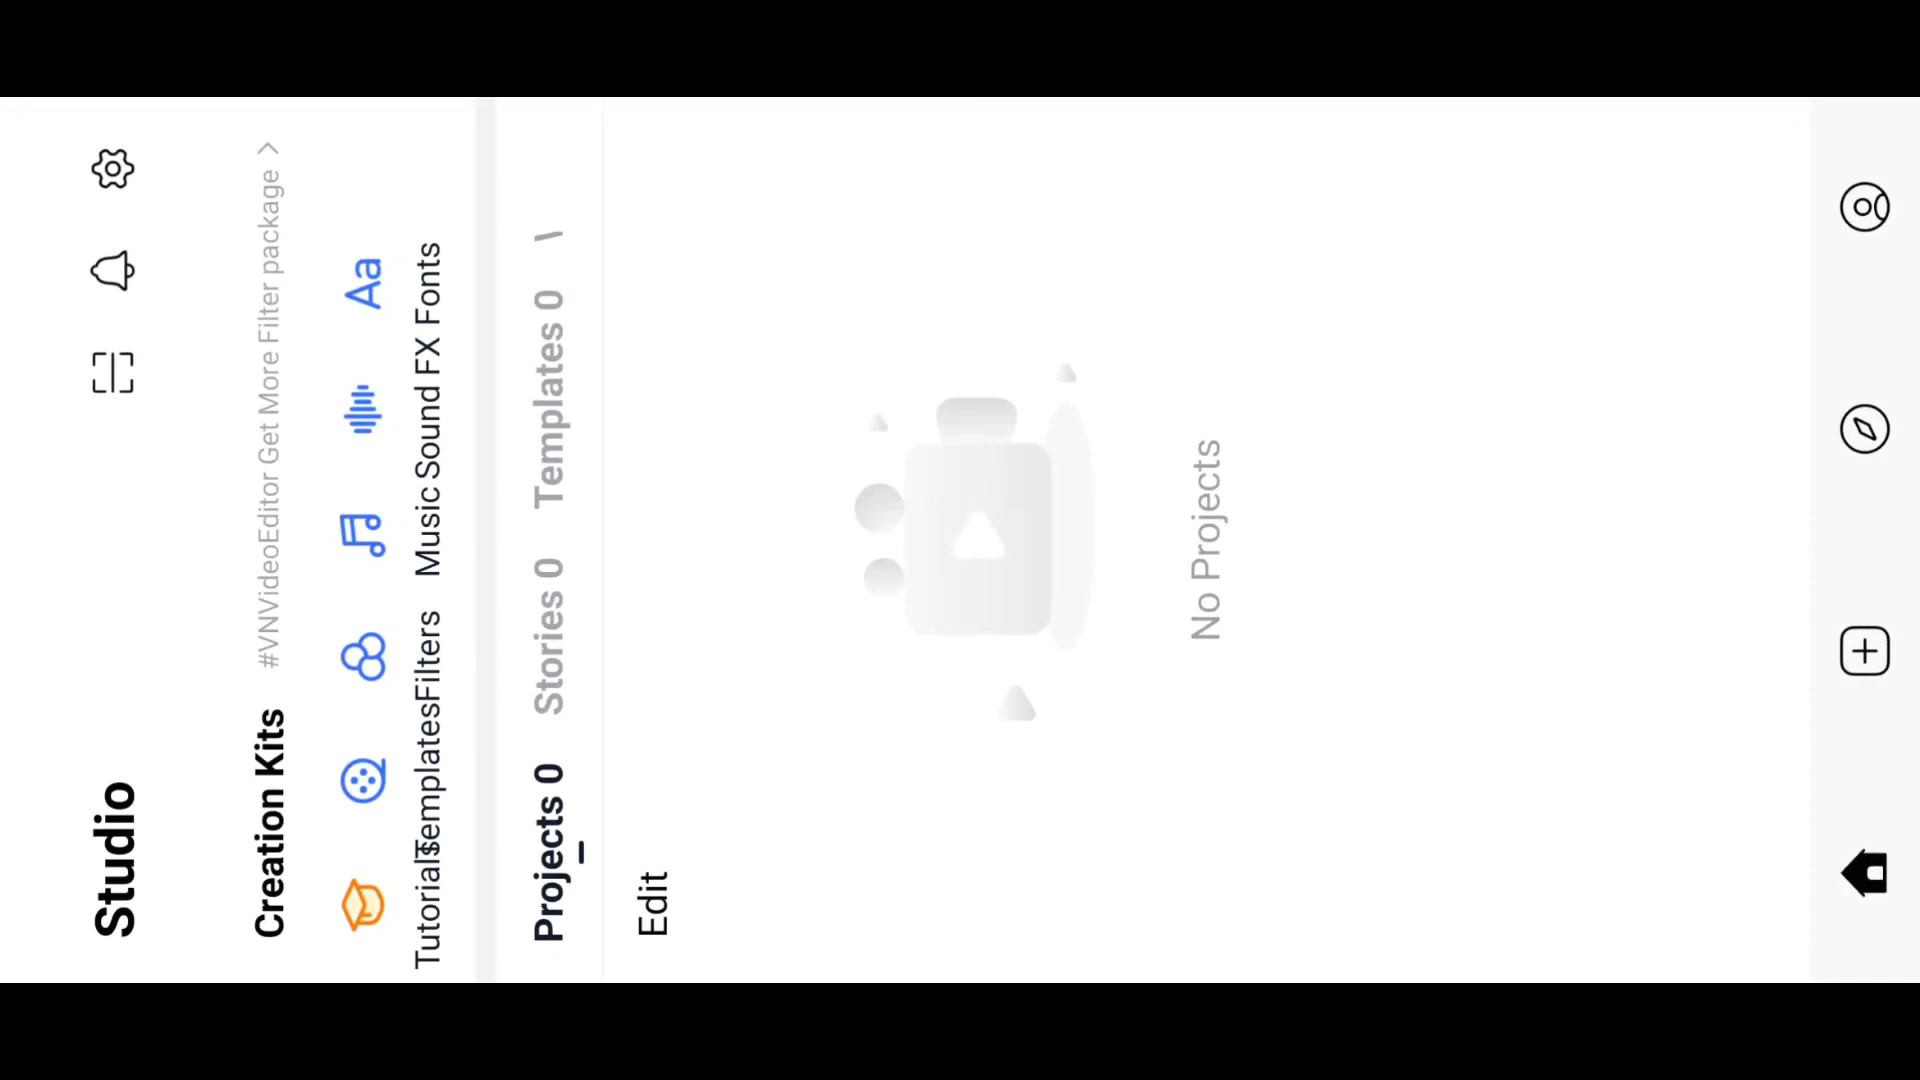 Studio
Creation Kits #VNVideoEditor Get More Filter package >
Aa
Tutorials Templates Filters Music Sound FX Fonts
Projects 0 Stories 0 Templates 0
Edit
No Projects